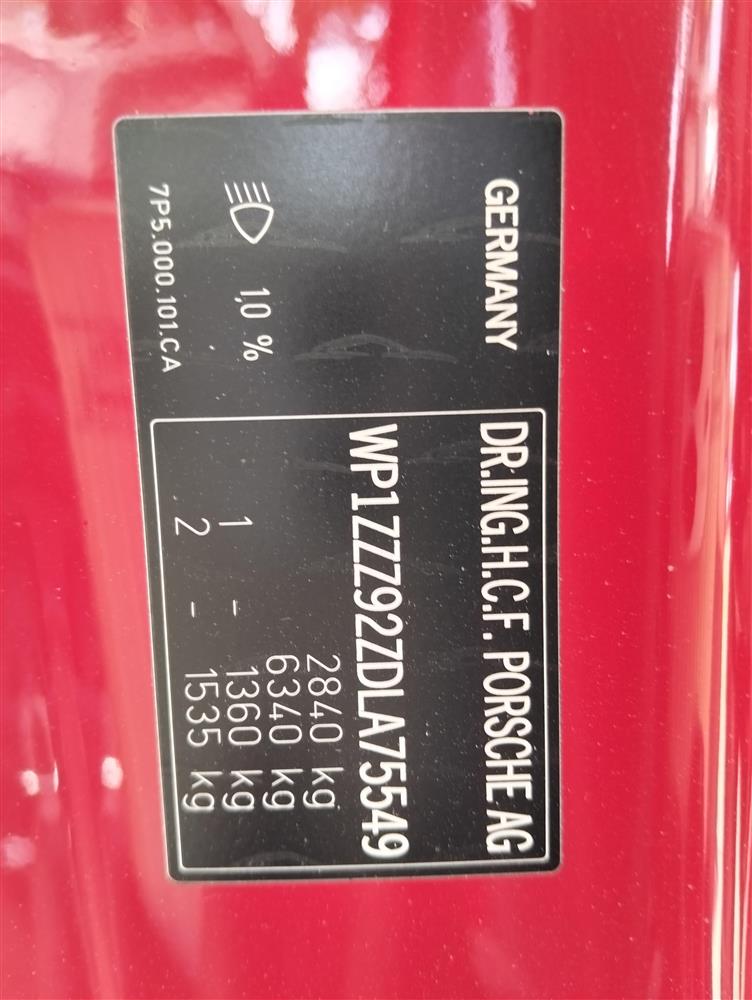 GERMANY
1,0 %
7P5.000.101.CA
DR.ING.H.C.F. PORSCHE AG
WP1ZZZ92ZDLA75549
2840 kg
6340 kg
1 - 1360 kg
2 - 1535 kg